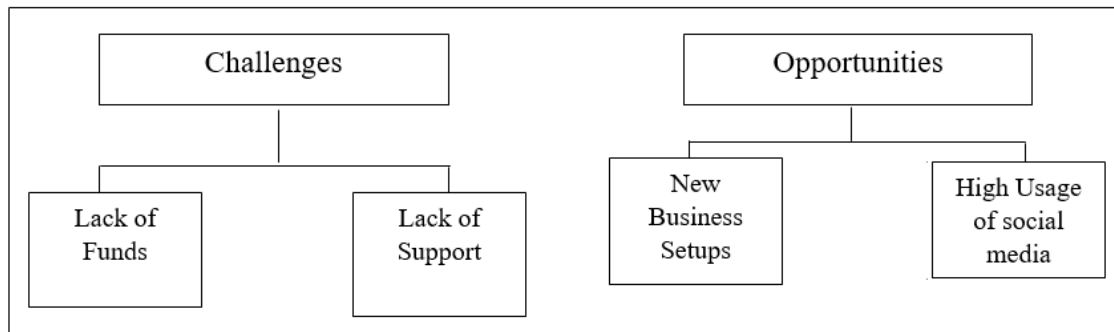 Challenges
Opportunities
Lack of
Funds
Lack of
Support
New
Business
Setups
High Usage
of social
media